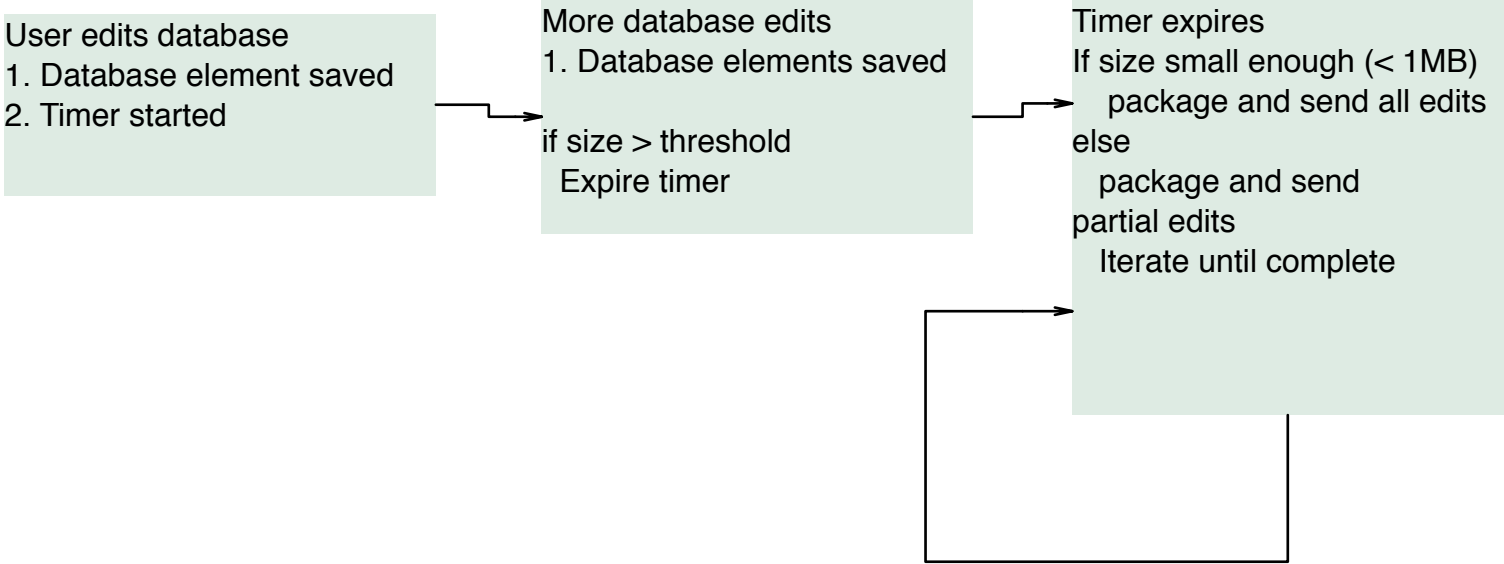 User edits database
1. Database element saved
2. Timer started
More database edits
1. Database elements saved
if size > threshold
Expire timer
Timer expires
If size small enough (< 1MB)
package and send all edits
else
package and send
partial edits
Iterate until complete